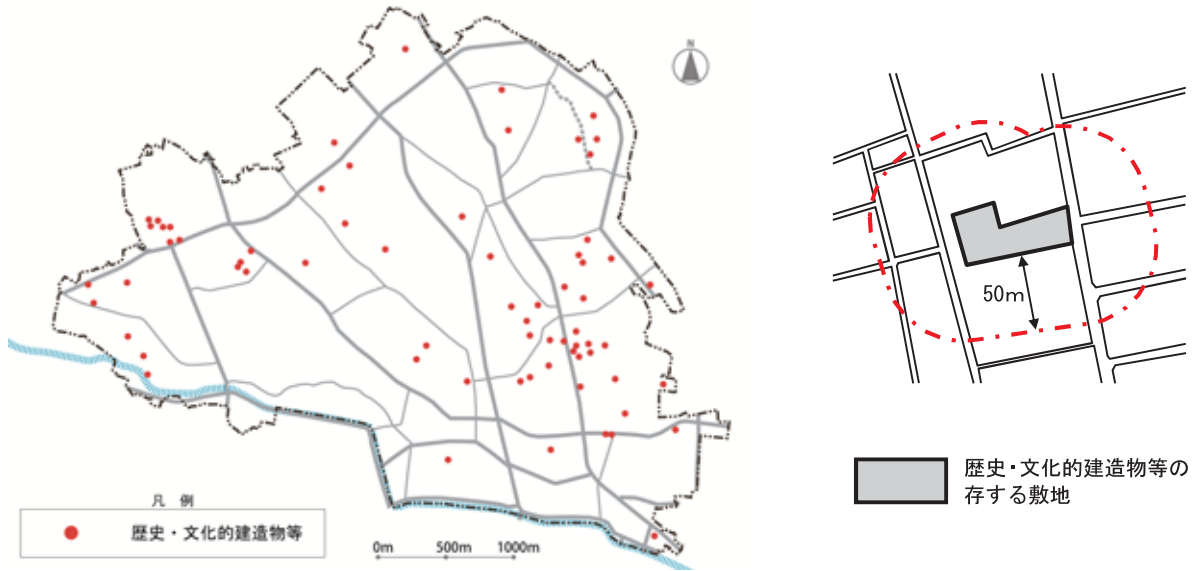 N
凡 例
歴史・文化的建造物等
0m 500m 1000m
50m
歴史・文化的建造物等の
存する敷地